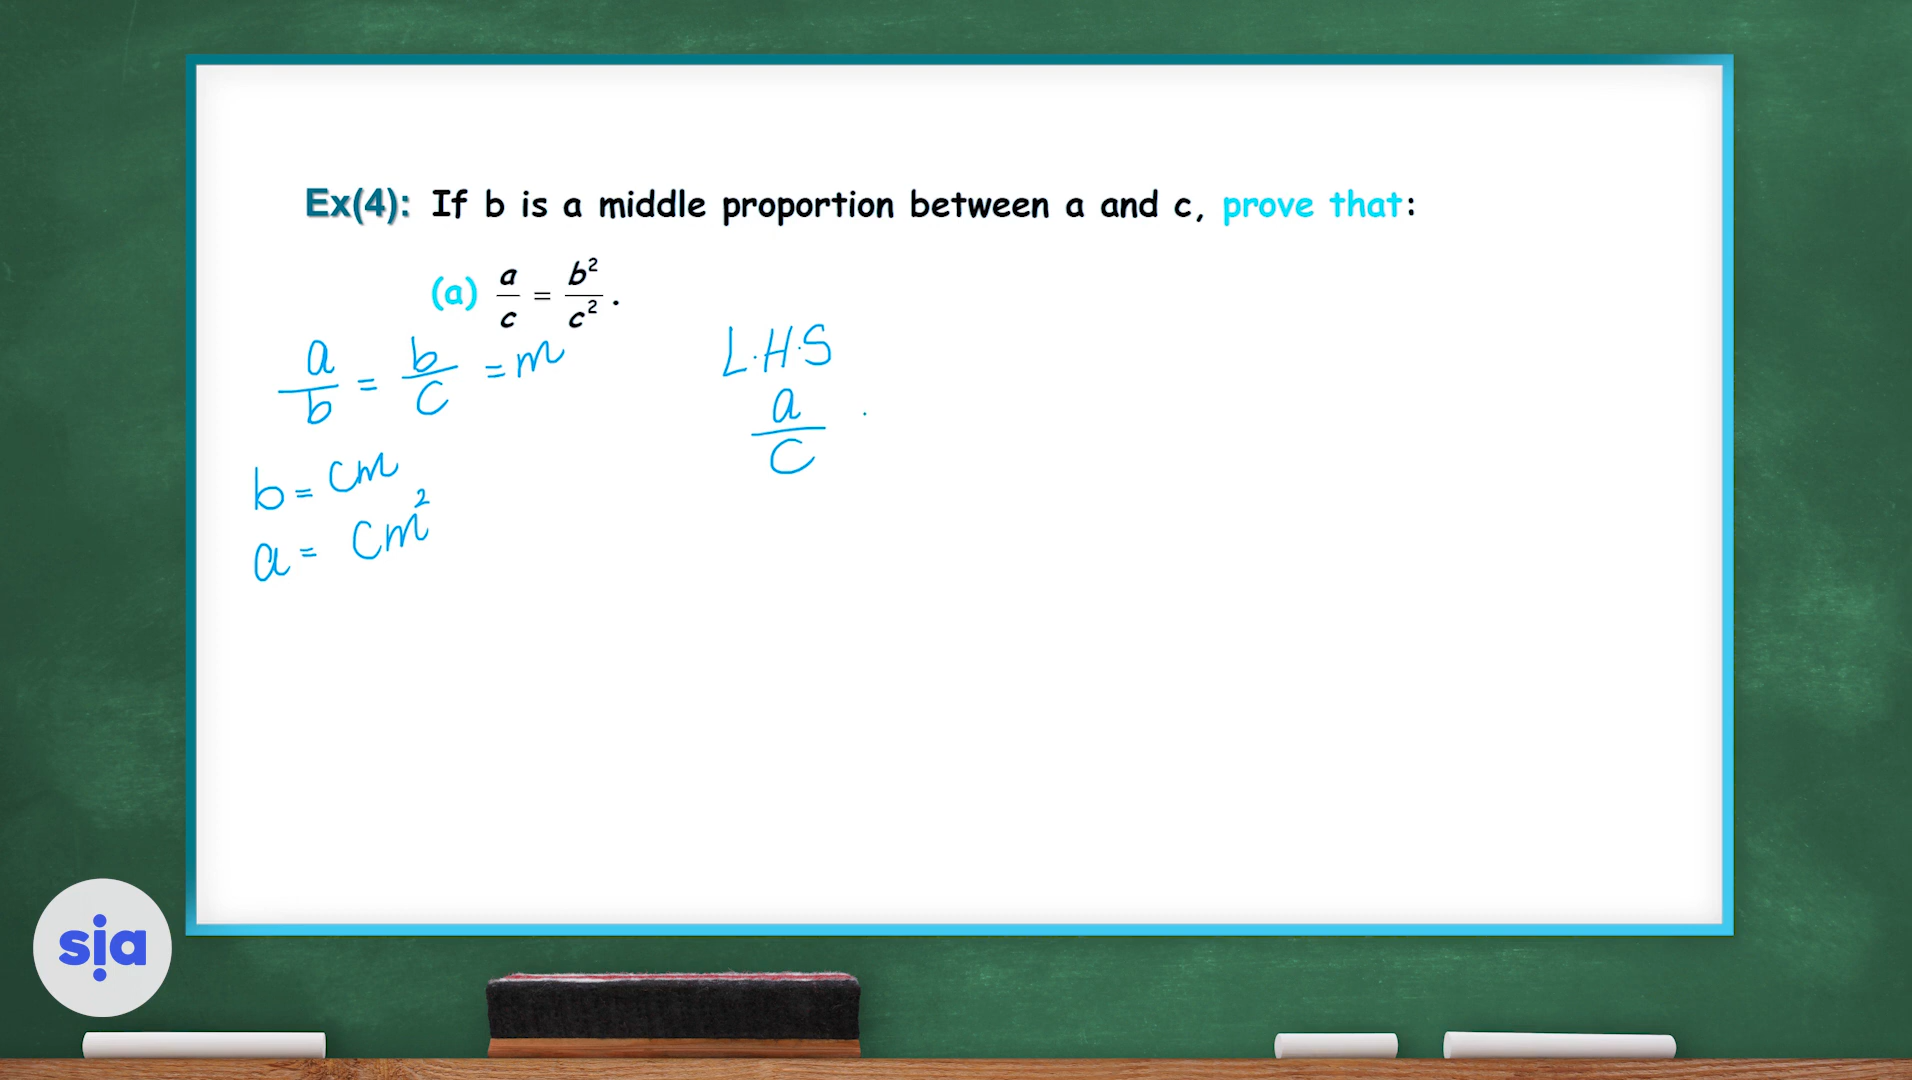 Ex(4): If b is a middle proportion between a and c, prove that:
(a) a/c = b²/c² .
a/b = b/c = m
b = cm
a = cm²
L.H.S
a/c
sia